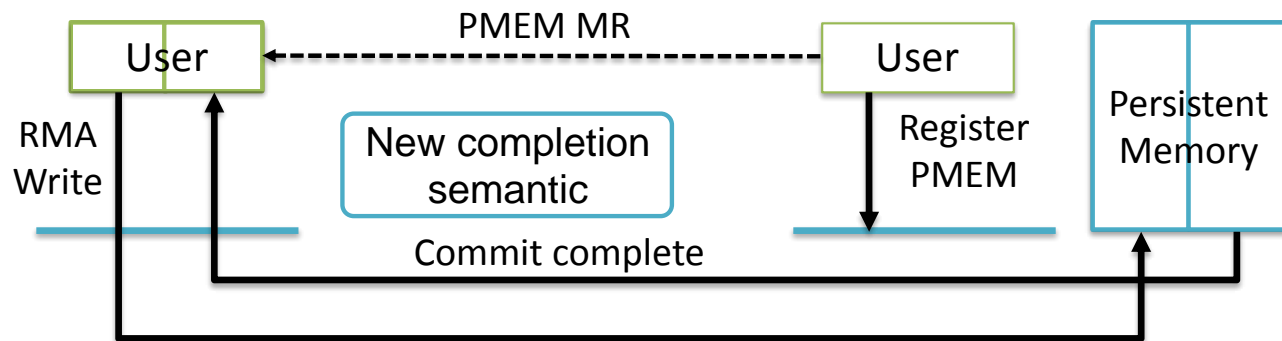 PMEM MR
User
User
RMA
Write
New completion
semantic
Register
PMEM
Persistent
Memory
Commit complete